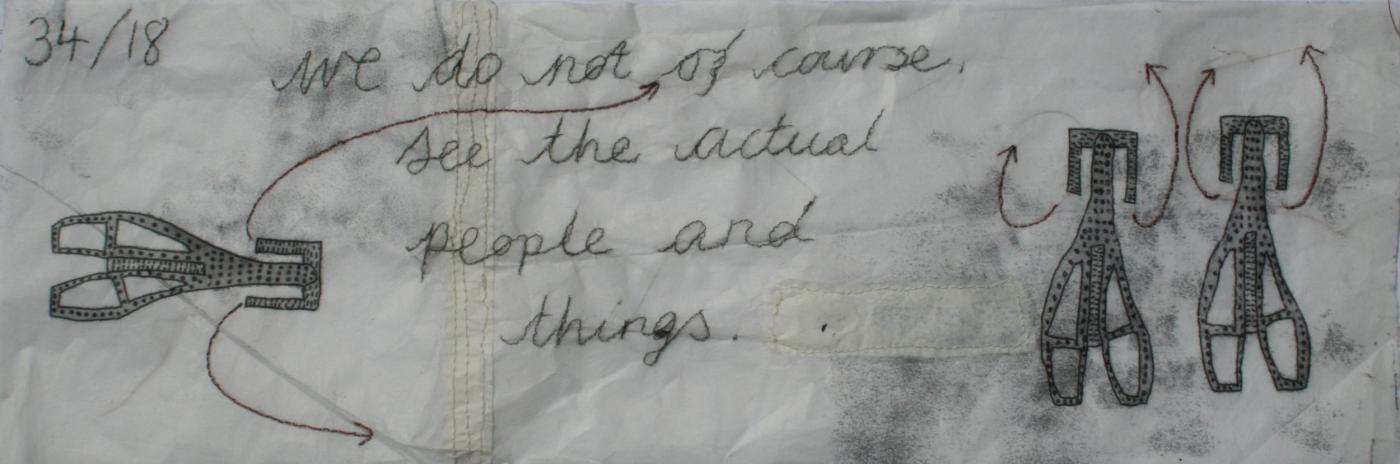 34/18
we do not of course,
see the actual
people and
things.